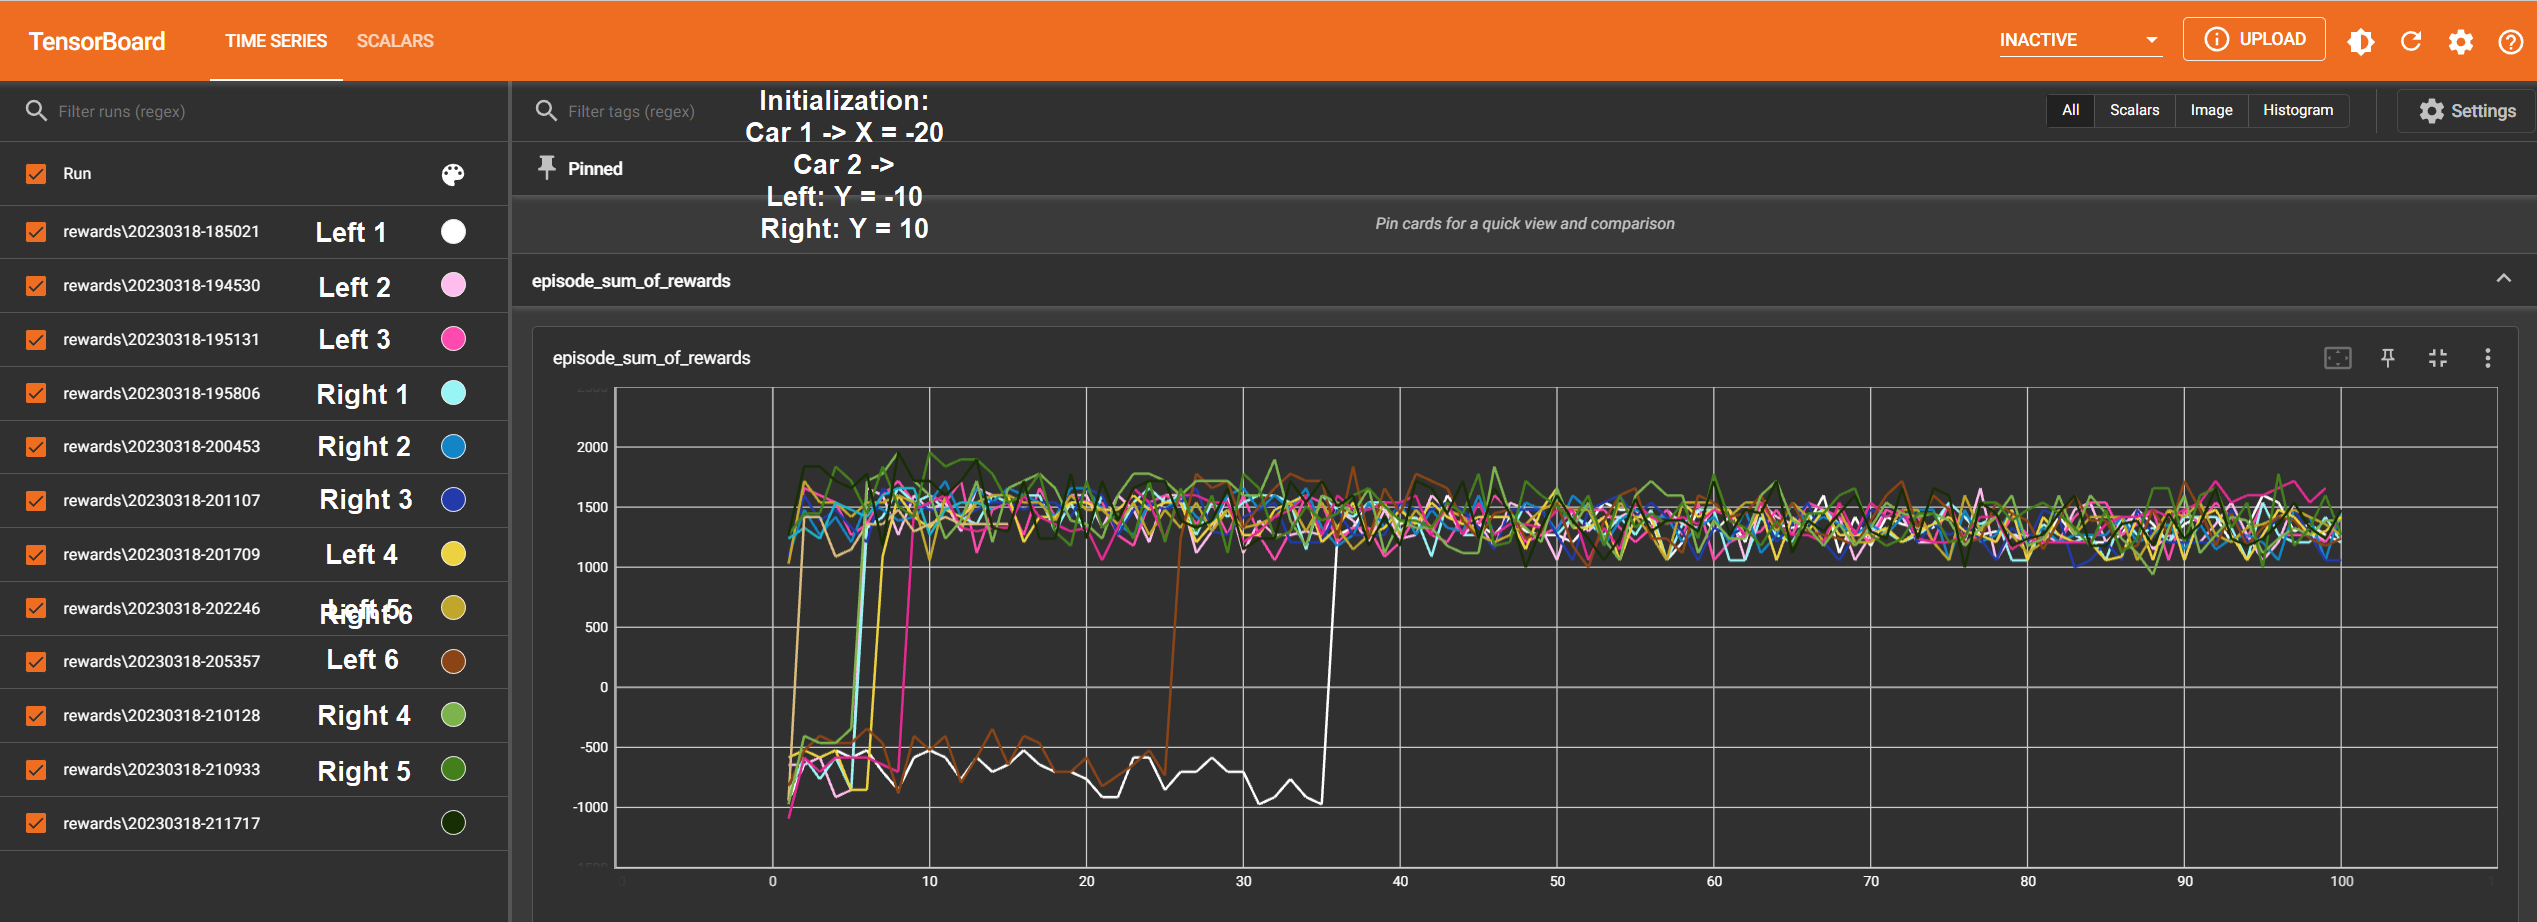 TensorBoard
TIME SERIES
SCALARS
INACTIVE
UPLOAD
Filter runs (regex)
Filter tags (regex)
Initialization:
Car 1 -> X = -20
Car 2 ->
Left: Y = -10
Right: Y = 10
All
Scalars
Image
Histogram
Settings
Run
Pinned
Pin cards for a quick view and comparison
rewards\20230318-185021 Left 1
rewards\20230318-194530 Left 2
rewards\20230318-195131 Left 3
rewards\20230318-195806 Right 1
rewards\20230318-200453 Right 2
rewards\20230318-201107 Right 3
rewards\20230318-201709 Left 4
rewards\20230318-202246 Left 5
Right 6
rewards\20230318-205357 Left 6
rewards\20230318-210128 Right 4
rewards\20230318-210933 Right 5
rewards\20230318-211717
episode_sum_of_rewards
episode_sum_of_rewards
2000
1500
1000
500
0
-500
-1000
0 10 20 30 40 50 60 70 80 90 100